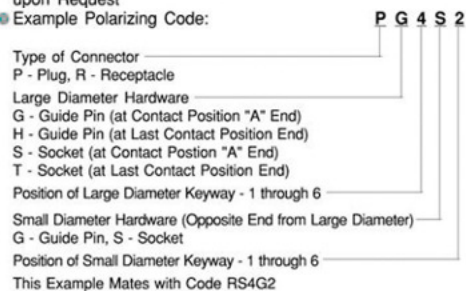 upon Request
Example Polarizing Code: P G 4 S 2
Type of Connector
P - Plug, R - Receptacle
Large Diameter Hardware
G - Guide Pin (at Contact Position "A" End)
H - Guide Pin (at Last Contact Position End)
S - Socket (at Contact Postion "A" End)
T - Socket (at Last Contact Position End)
Position of Large Diameter Keyway - 1 through 6
Small Diameter Hardware (Opposite End from Large Diameter)
G - Guide Pin, S - Socket
Position of Small Diameter Keyway - 1 through 6
This Example Mates with Code RS4G2